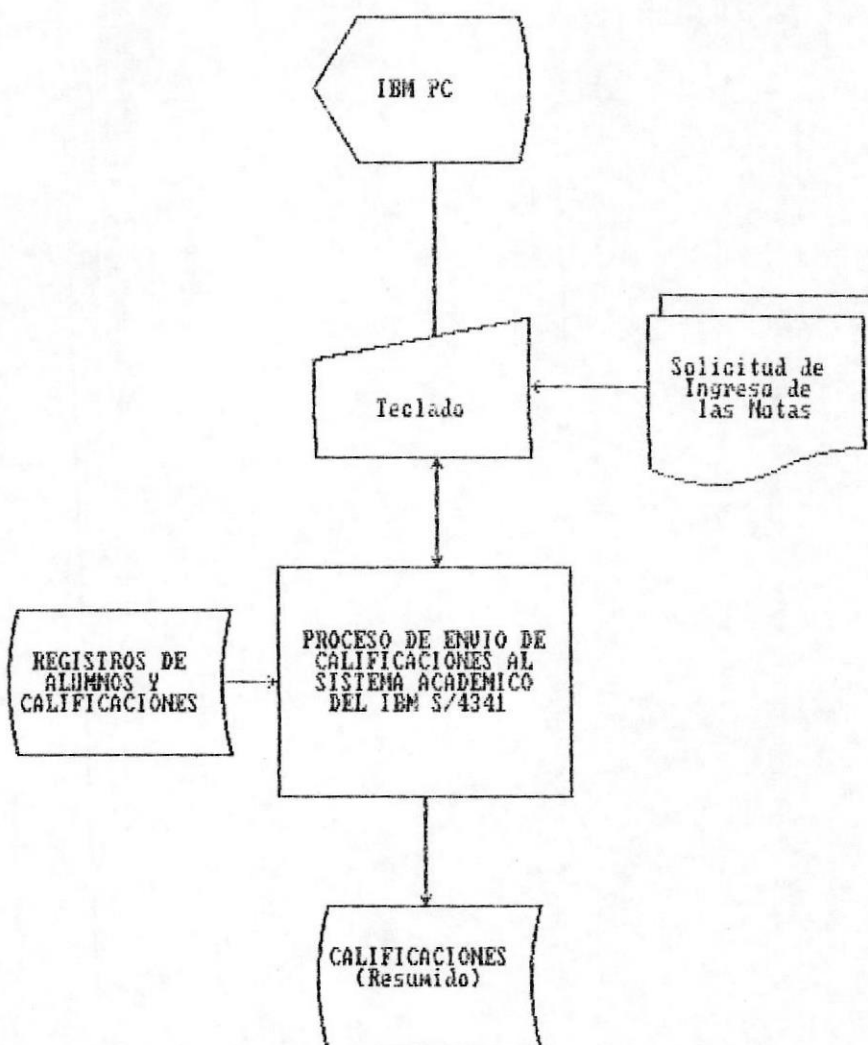 IBM PC
Teclado
Solicitud de
Ingreso de
las Notas
REGISTROS DE
ALUMNOS Y
CALIFICACIONES
PROCESO DE ENVIO DE
CALIFICACIONES AL
SISTEMA ACADEMICO
DEL IBM S/4341
CALIFICACIONES
(Resumido)